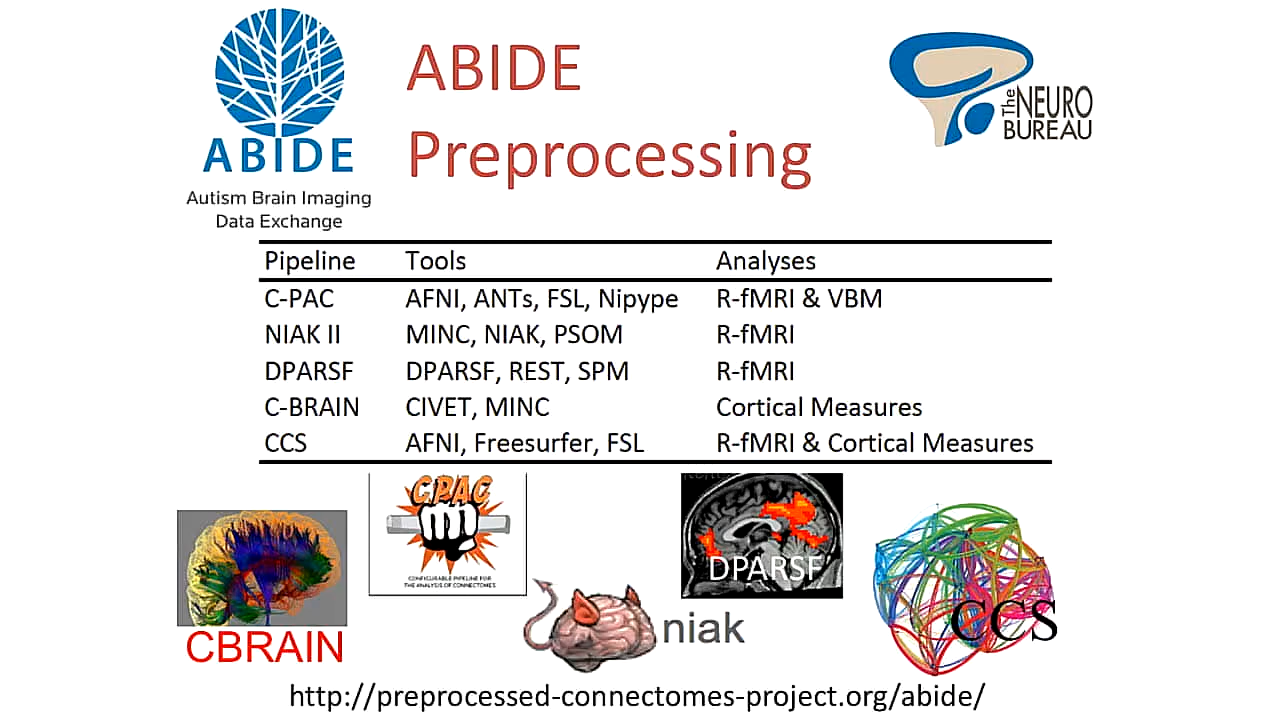 ABIDE
Autism Brain Imaging
Data Exchange
ABIDE
Preprocessing
The NEURO
BUREAU
Pipeline Tools Analyses
C-PAC AFNI, ANTs, FSL, Nipype R-fMRI & VBM
NIAK II MINC, NIAK, PSOM R-fMRI
DPARSF DPARSF, REST, SPM R-fMRI
C-BRAIN CIVET, MINC Cortical Measures
CCS AFNI, Freesurfer, FSL R-fMRI & Cortical Measures
CBRAIN
CPAC
CONFIGURABLE PIPELINE FOR
THE ANALYSIS OF CONNECTOMES
niak
DPARSF
CCS
http://preprocessed-connectomes-project.org/abide/